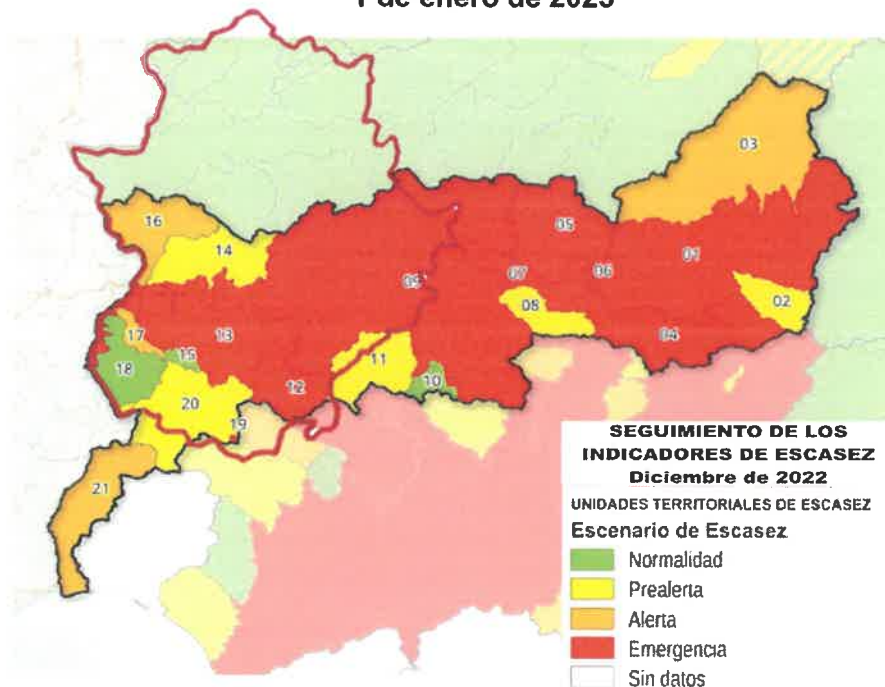 1 de enero de 2023
03
16
14
05
01
09
07
06
08
02
17
13
04
15
11
18
10
12
20
19
21
SEGUIMIENTO DE LOS
INDICADORES DE ESCASEZ
Diciembre de 2022
UNIDADES TERRITORIALES DE ESCASEZ
Escenario de Escasez
Normalidad
Prealerta
Alerta
Emergencia
Sin datos